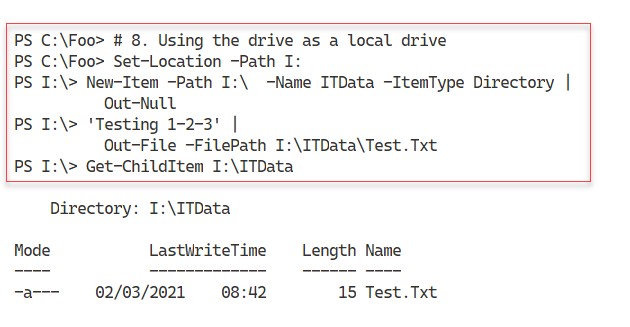 PS C:\Foo> # 8. Using the drive as a local drive
PS C:\Foo> Set-Location -Path I:
PS I:\> New-Item -Path I:\  -Name ITData -ItemType Directory |
          Out-Null
PS I:\> 'Testing 1-2-3' |
          Out-File -FilePath I:\ITData\Test.Txt
PS I:\> Get-ChildItem I:\ITData
    Directory: I:\ITData
Mode           LastWriteTime    Length Name
----           -------------    ------ ----
-a---    02/03/2021    08:42        15 Test.Txt